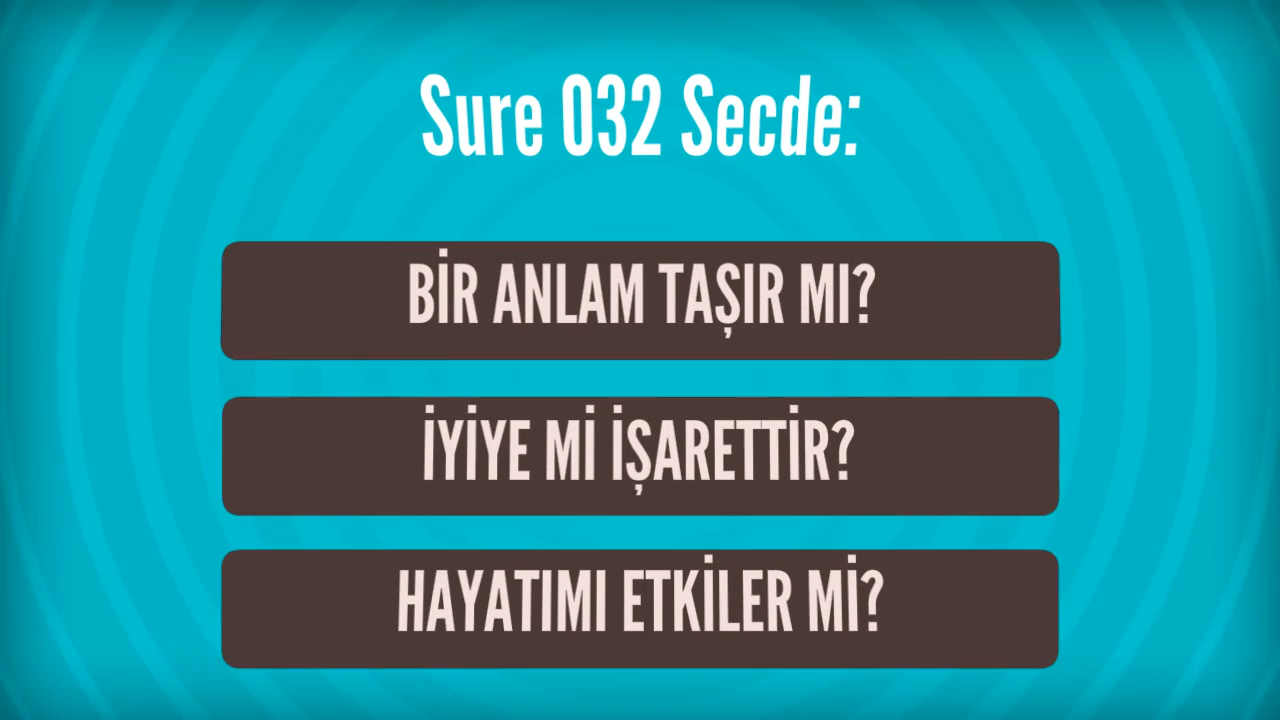 Sure 032 Secde:
BİR ANLAM TAŞIR MI?
İYİYE Mİ İŞARETTİR?
HAYATIMI ETKİLER Mİ?